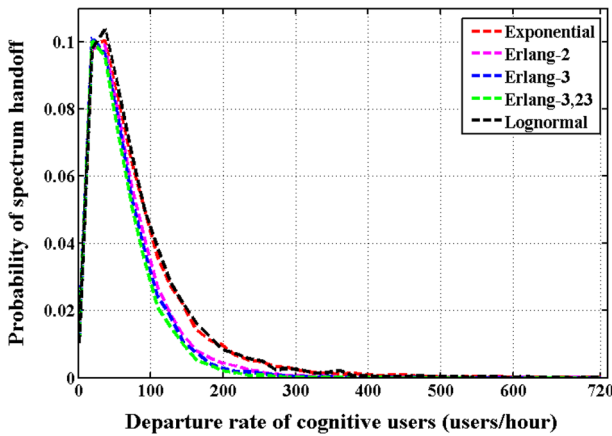 Probability of spectrum handoff
0.1
0.08
0.06
0.04
0.02
0
Exponential
Erlang-2
Erlang-3
Erlang-3,23
Lognormal
0 100 200 300 400 500 600 720
Departure rate of cognitive users (users/hour)